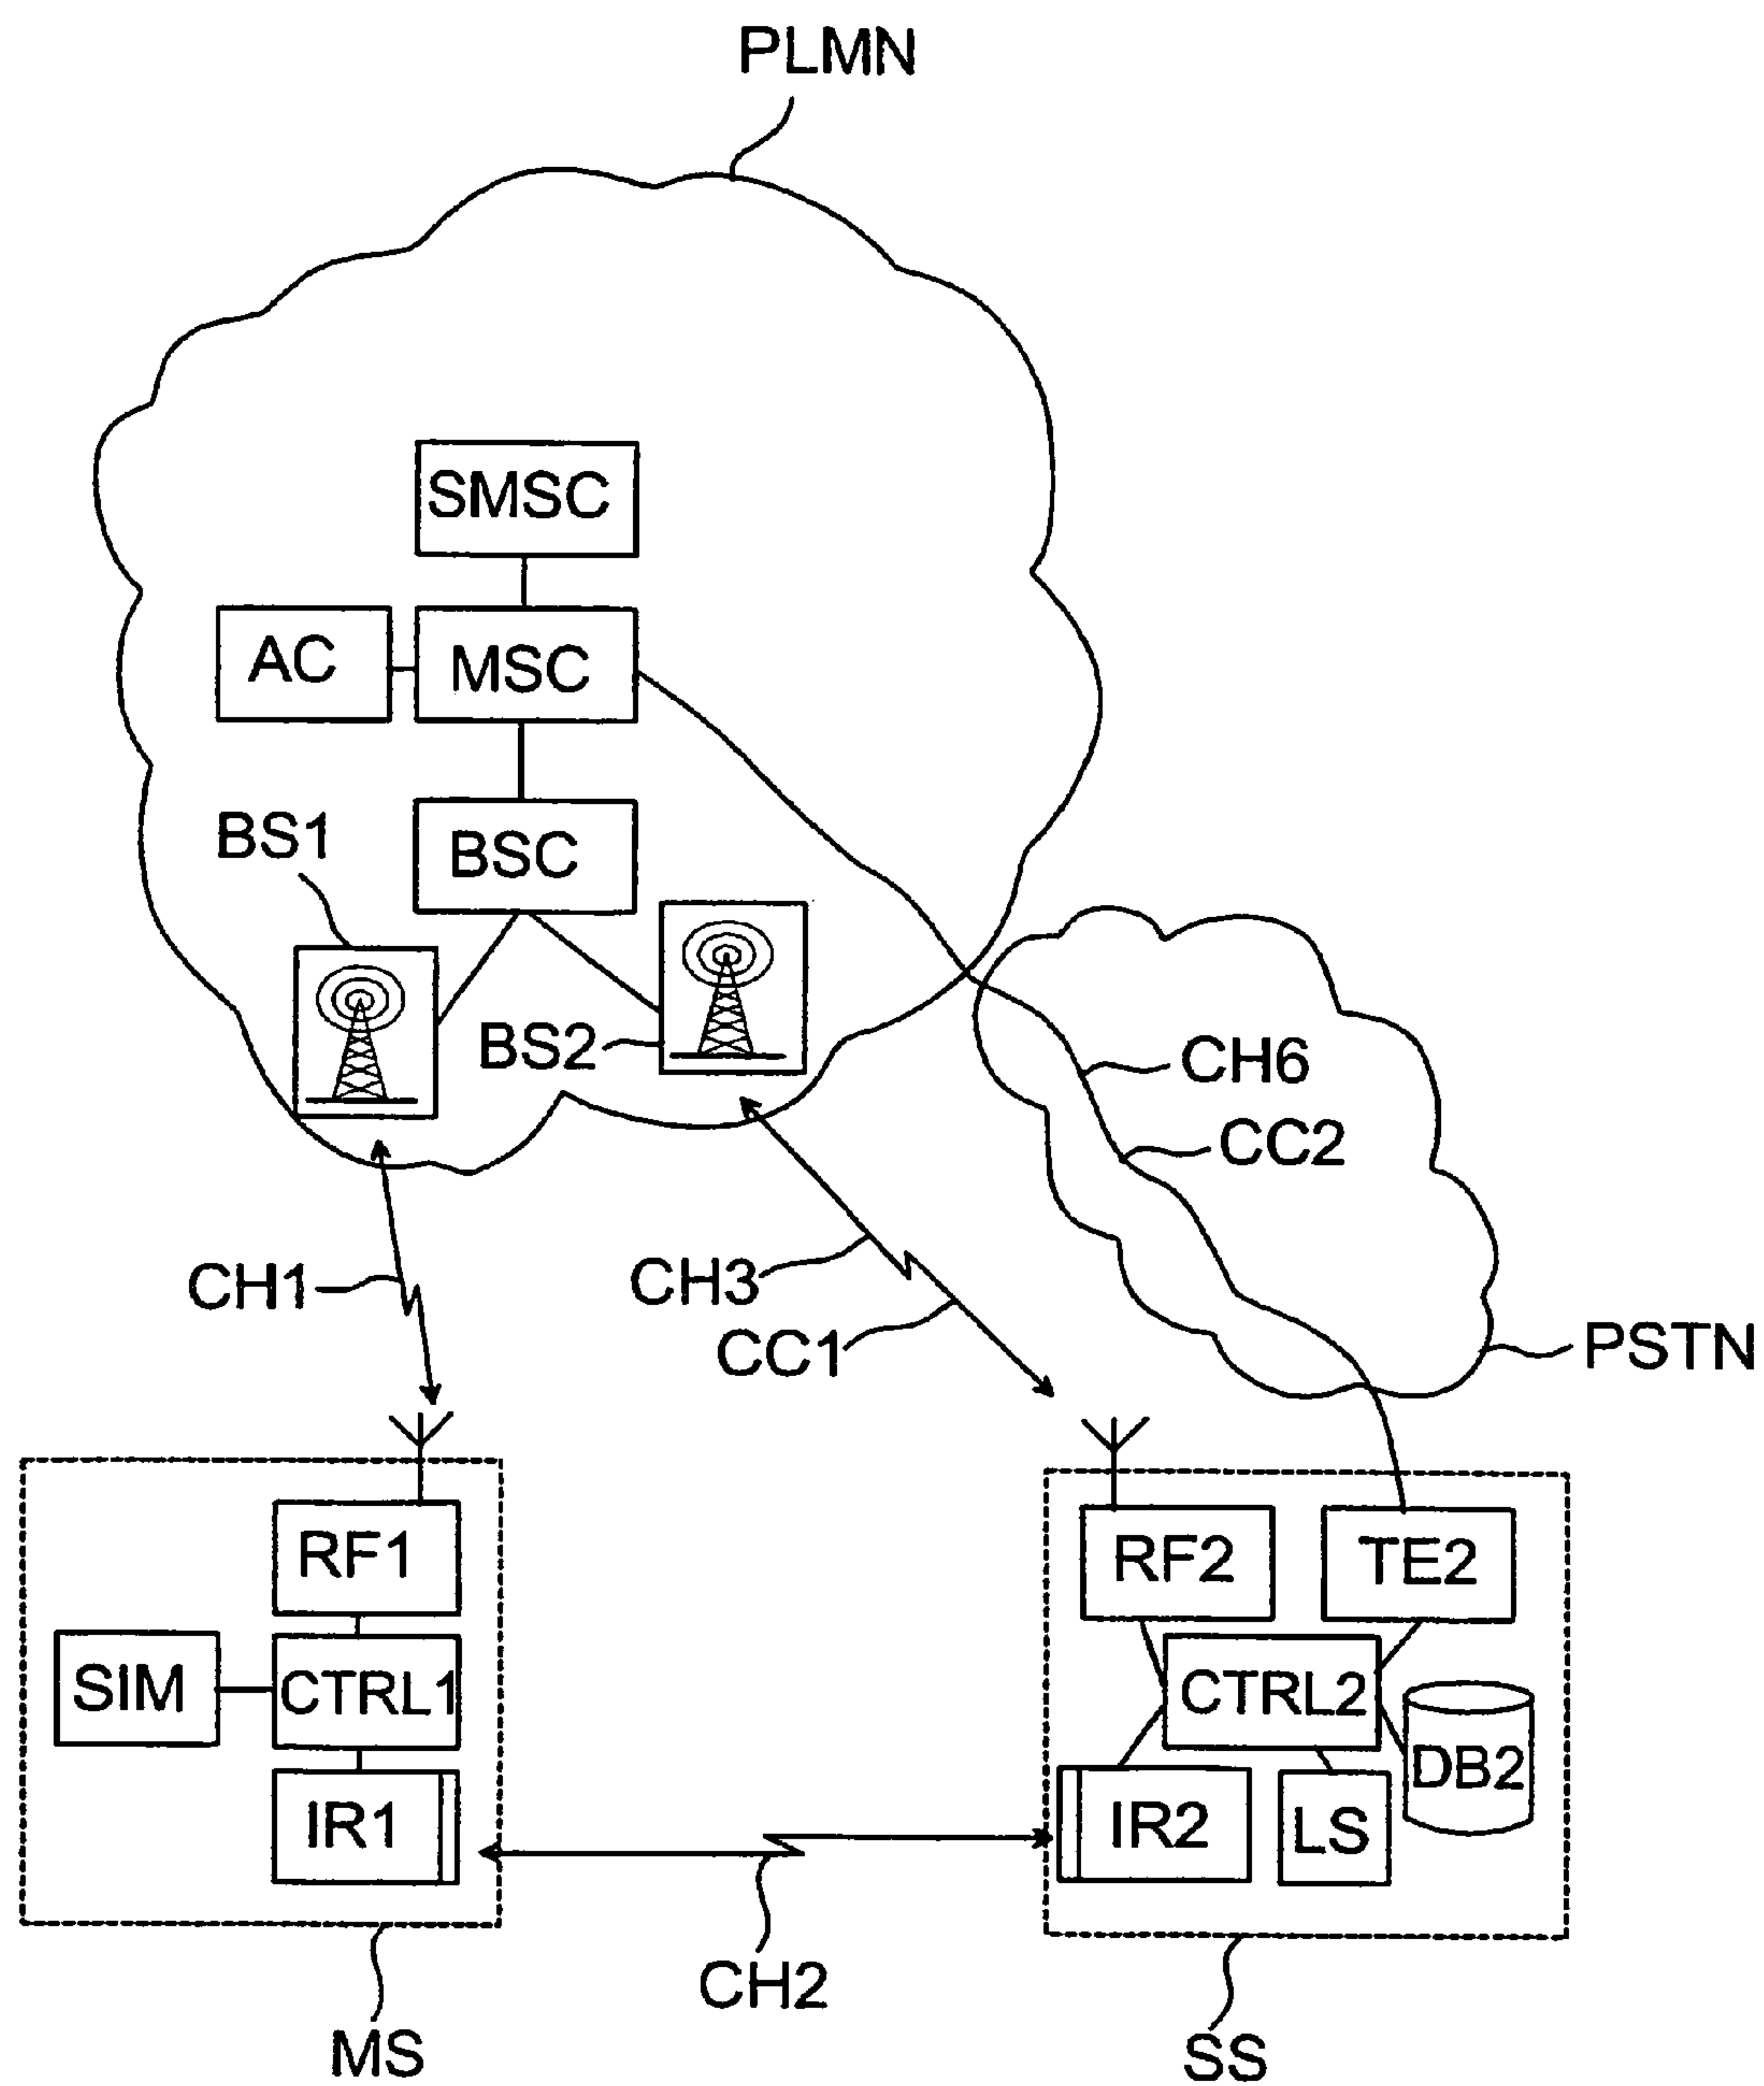 PLMN
SMSC
AC
MSC
BS1
BSC
BS2
CH6
CC2
CH1
CH3
CC1
PSTN
RF1
RF2
TE2
SIM
CTRL1
CTRL2
DB2
IR1
IR2
LS
CH2
MS
SS